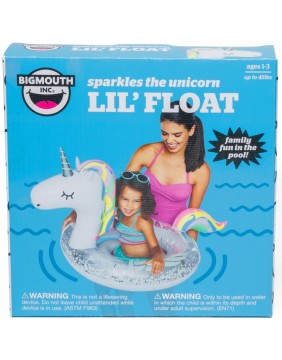 BIGMOUTH
INC.
sparkles the unicorn
LIL' FLOAT
ages 1-3
up to 40lbs
family
fun in the
pool!
WARNING This is not a lifesaving
device. Do not leave child unattended while
device is in use. (ASTM F963)
WARNING Only to be used in water
in which the child is within its depth and
under adult supervision. (EN71)